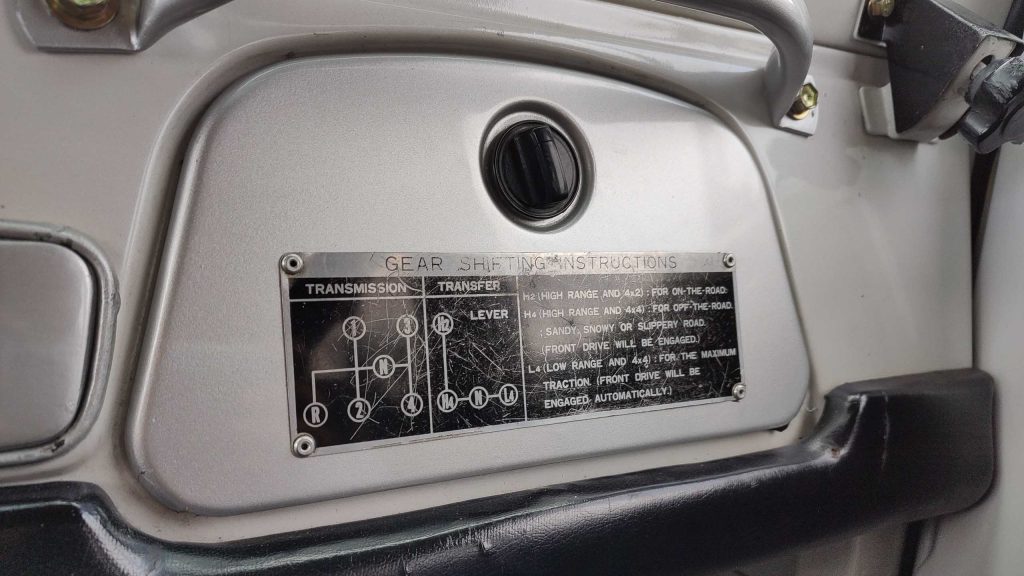 GEAR SHIFTING INSTRUCTIONS
TRANSMISSION
1 3
N
R 2 4
TRANSFER
LEVER
H2
H4 N L4
H2 (HIGH RANGE AND 4x2) : FOR ON-THE-ROAD.
H4 (HIGH RANGE AND 4x4) : FOR OFF-THE-ROAD,
SANDY, SNOWY OR SLIPPERY ROAD.
(FRONT DRIVE WILL BE ENGAGED.)
L4 (LOW RANGE AND 4x4) : FOR THE MAXIMUM
TRACTION. (FRONT DRIVE WILL BE
ENGAGED AUTOMATICALLY.)